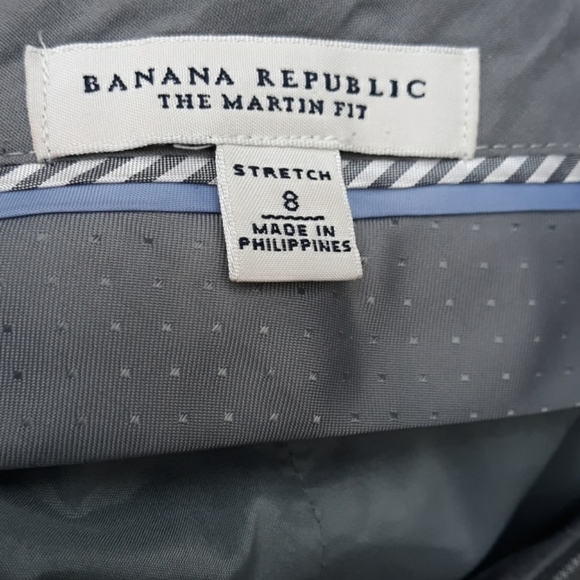 BANANA REPUBLIC
THE MARTIN FIT
STRETCH
8
MADE IN
PHILIPPINES